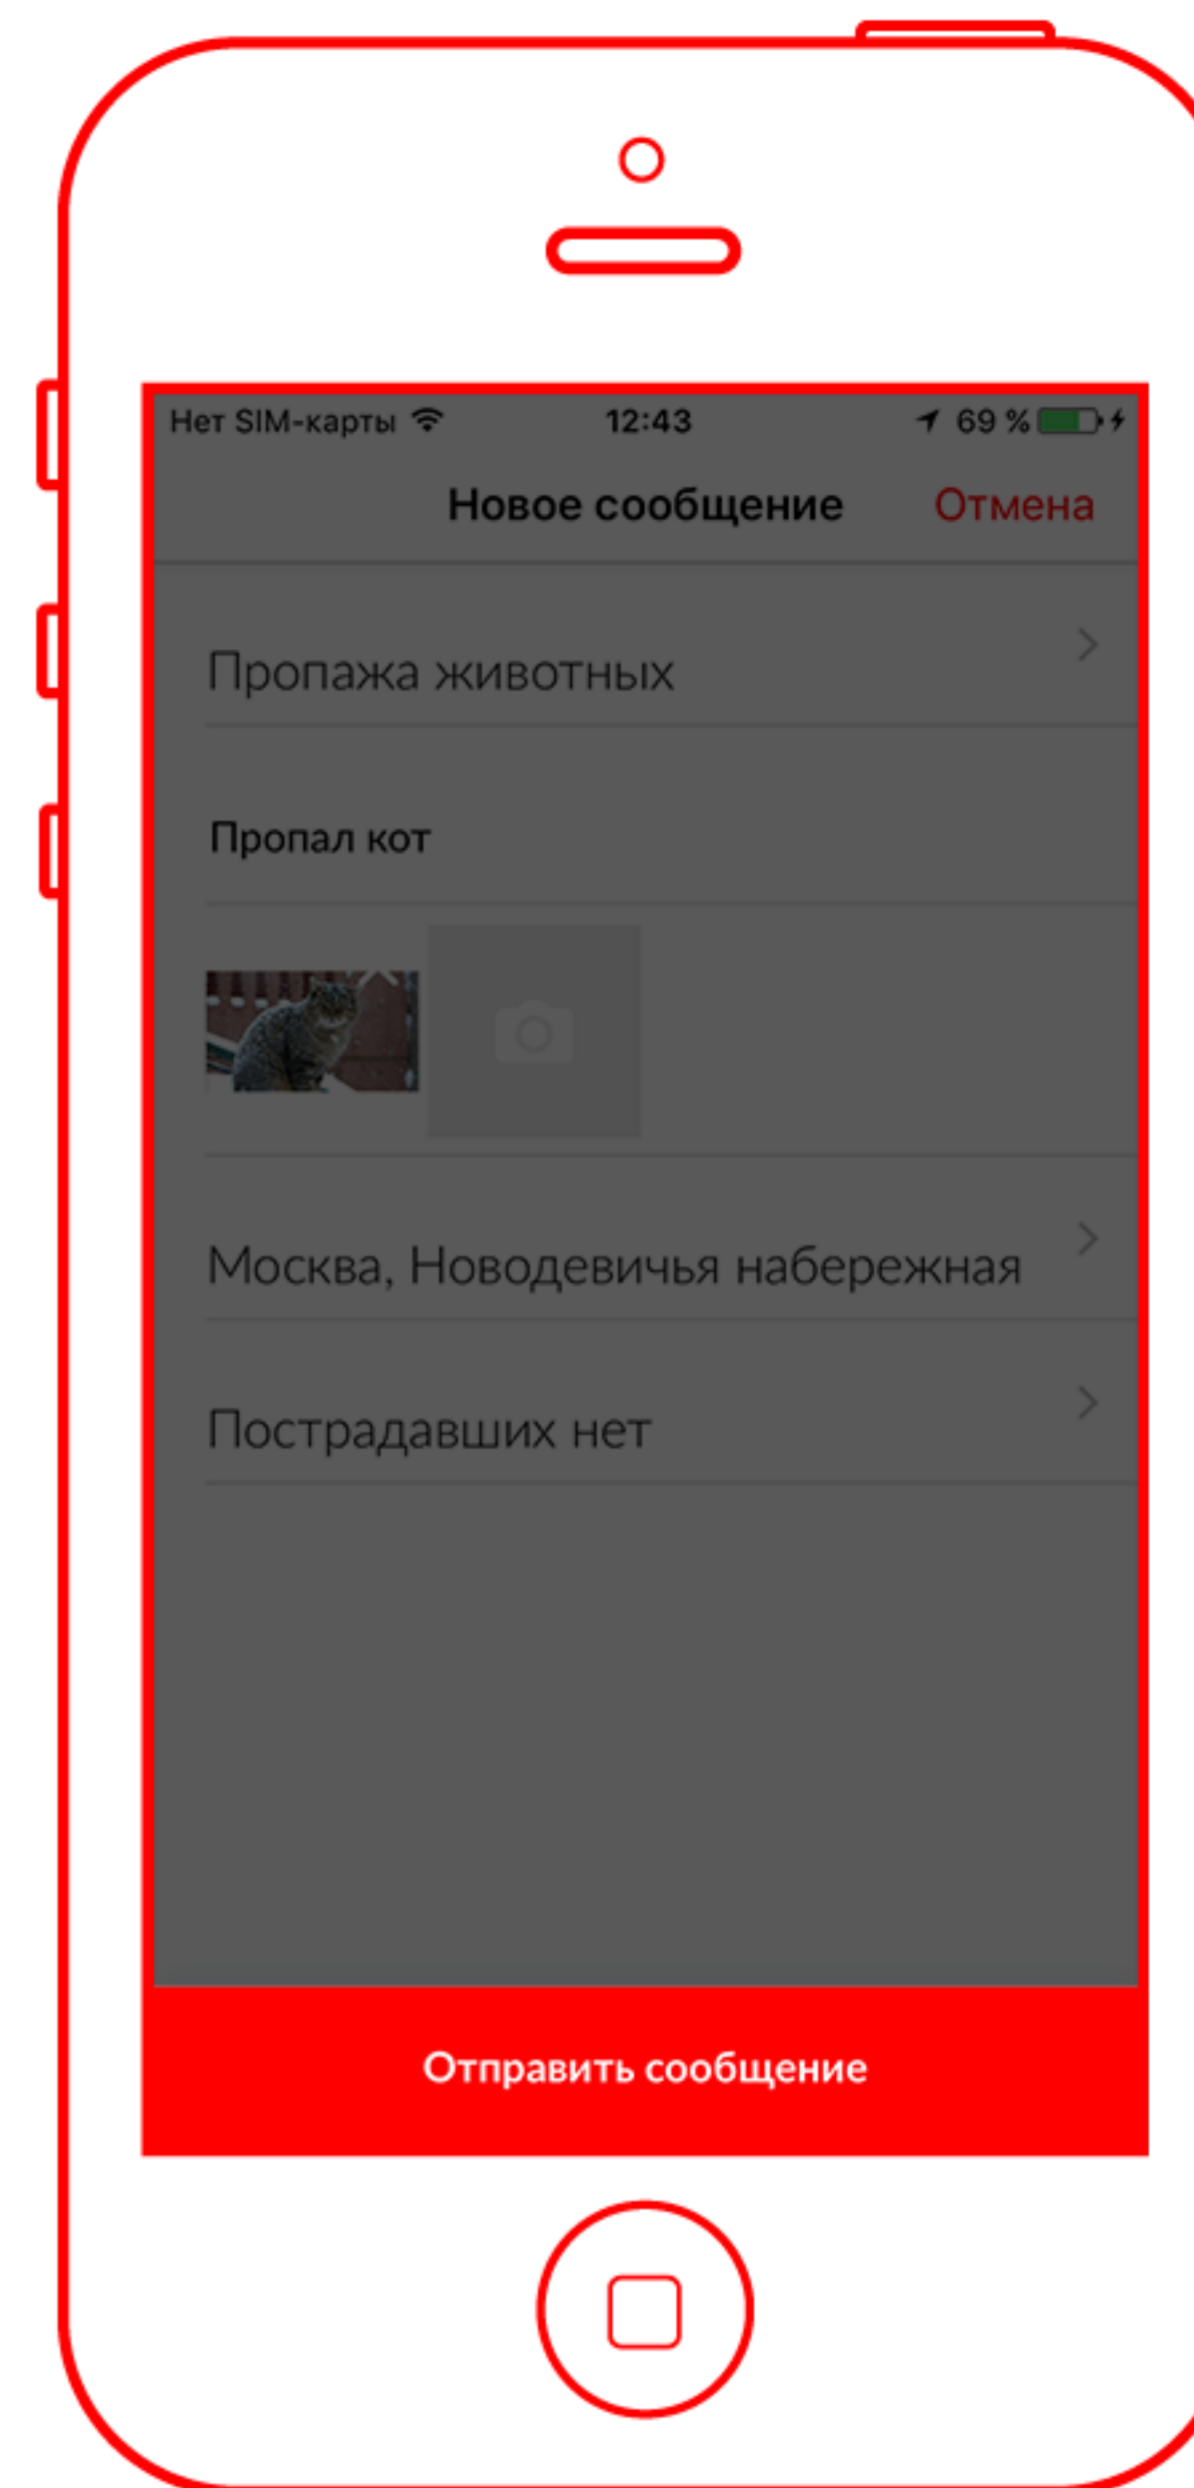 Нет SIM-карты 12:43 69 %
Новое сообщение Отмена
Пропажа животных
Пропал кот
Москва, Новодевичья набережная
Пострадавших нет
Отправить сообщение